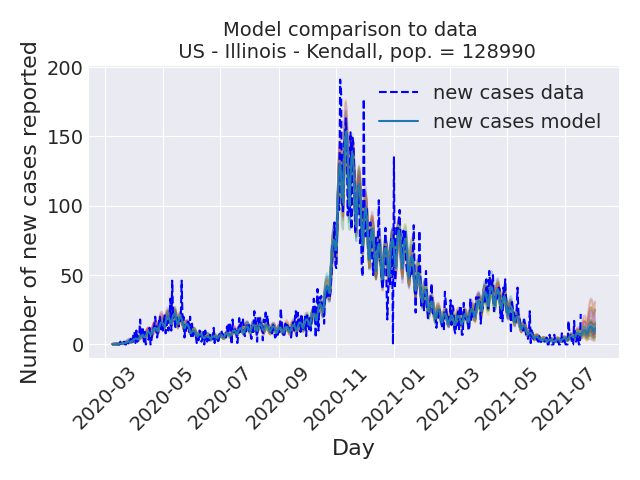 Model comparison to data
US - Illinois - Kendall, pop. = 128990
new cases data
new cases model
Number of new cases reported
200
150
100
50
0
2020-03
2020-05
2020-07
2020-09
2020-11
2021-01
2021-03
2021-05
2021-07
Day